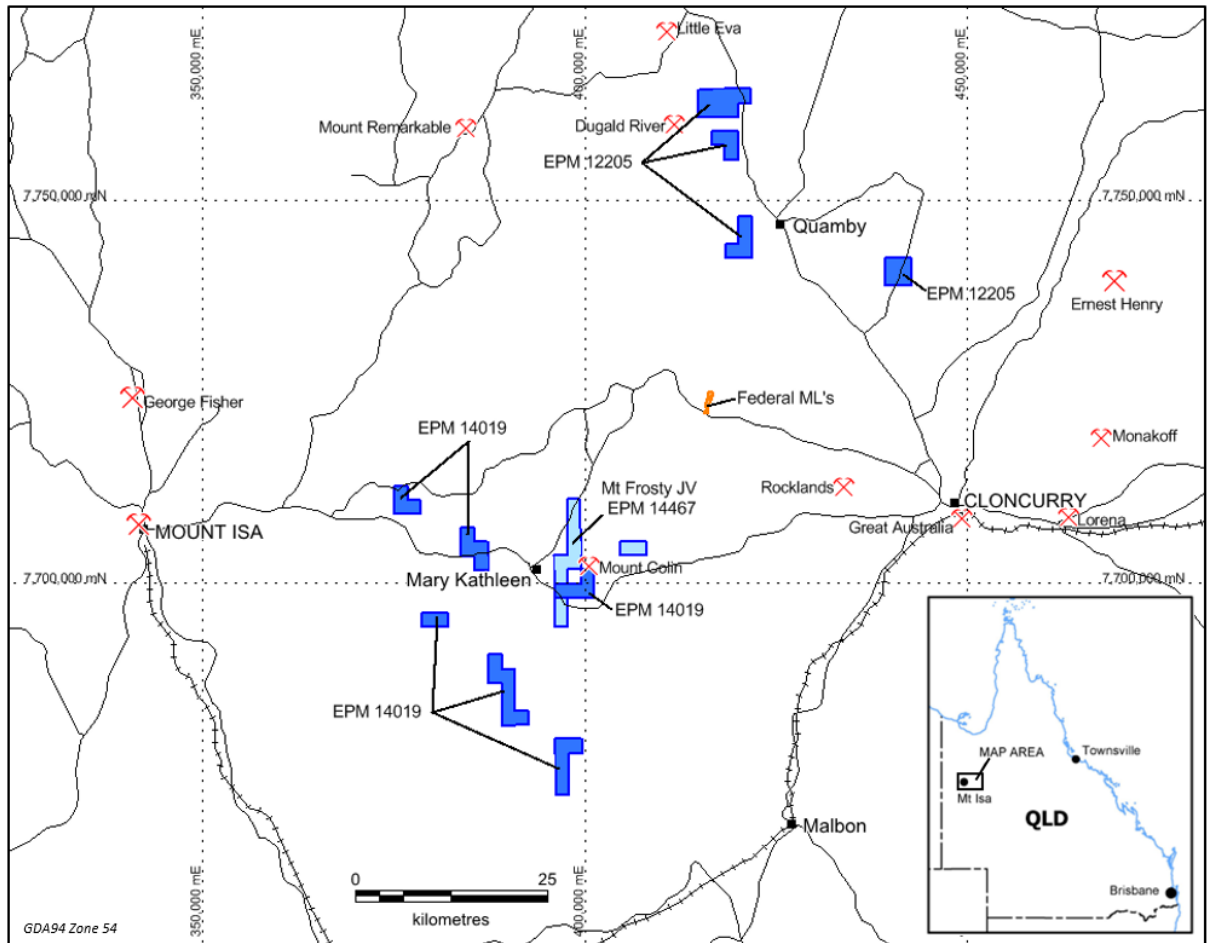 Little Eva
350,000 mE
400,000 mE
450,000 mE
Mount Remarkable
Dugald River
EPM 12205
7,750,000 mN
7,750,000 mN
Quamby
EPM 12205
Ernest Henry
George Fisher
Federal ML's
EPM 14019
Monakoff
Mt Frosty JV
EPM 14467
Rocklands
CLONCURRY
Great Australia
Lorena
MOUNT ISA
Mount Colin
Mary Kathleen
7,700,000 mN
7,700,000 mN
EPM 14019
EPM 14019
MAP AREA
Townsville
Mt Isa
QLD
Malbon
Brisbane
0
25
kilometres
350,000 mE
400,000 mE
GDA94 Zone 54